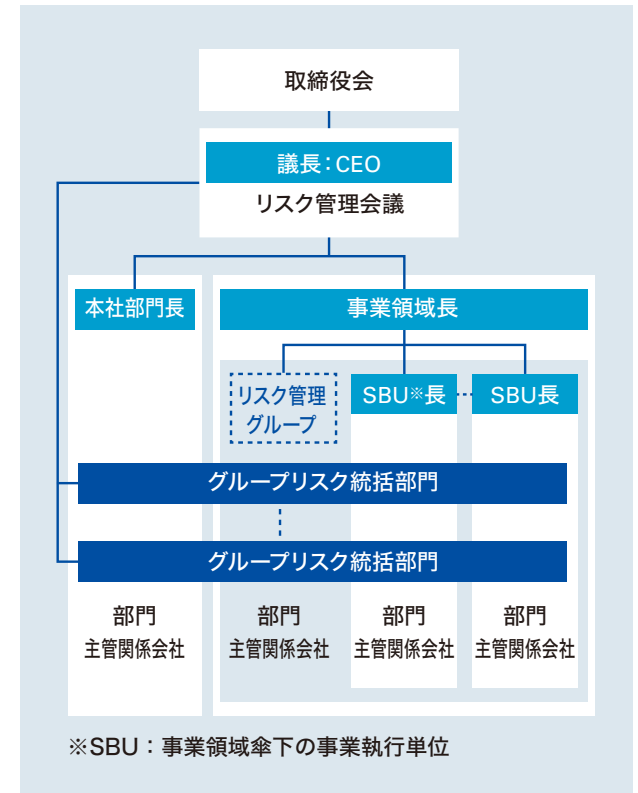 取締役会
議長：CEO
リスク管理会議
本社部門長
事業領域長
リスク管理
グループ
SBU※長
SBU長
グループリスク統括部門
グループリスク統括部門
部門
主管関係会社
部門
主管関係会社
部門
主管関係会社
部門
主管関係会社
※SBU：事業領域傘下の事業執行単位